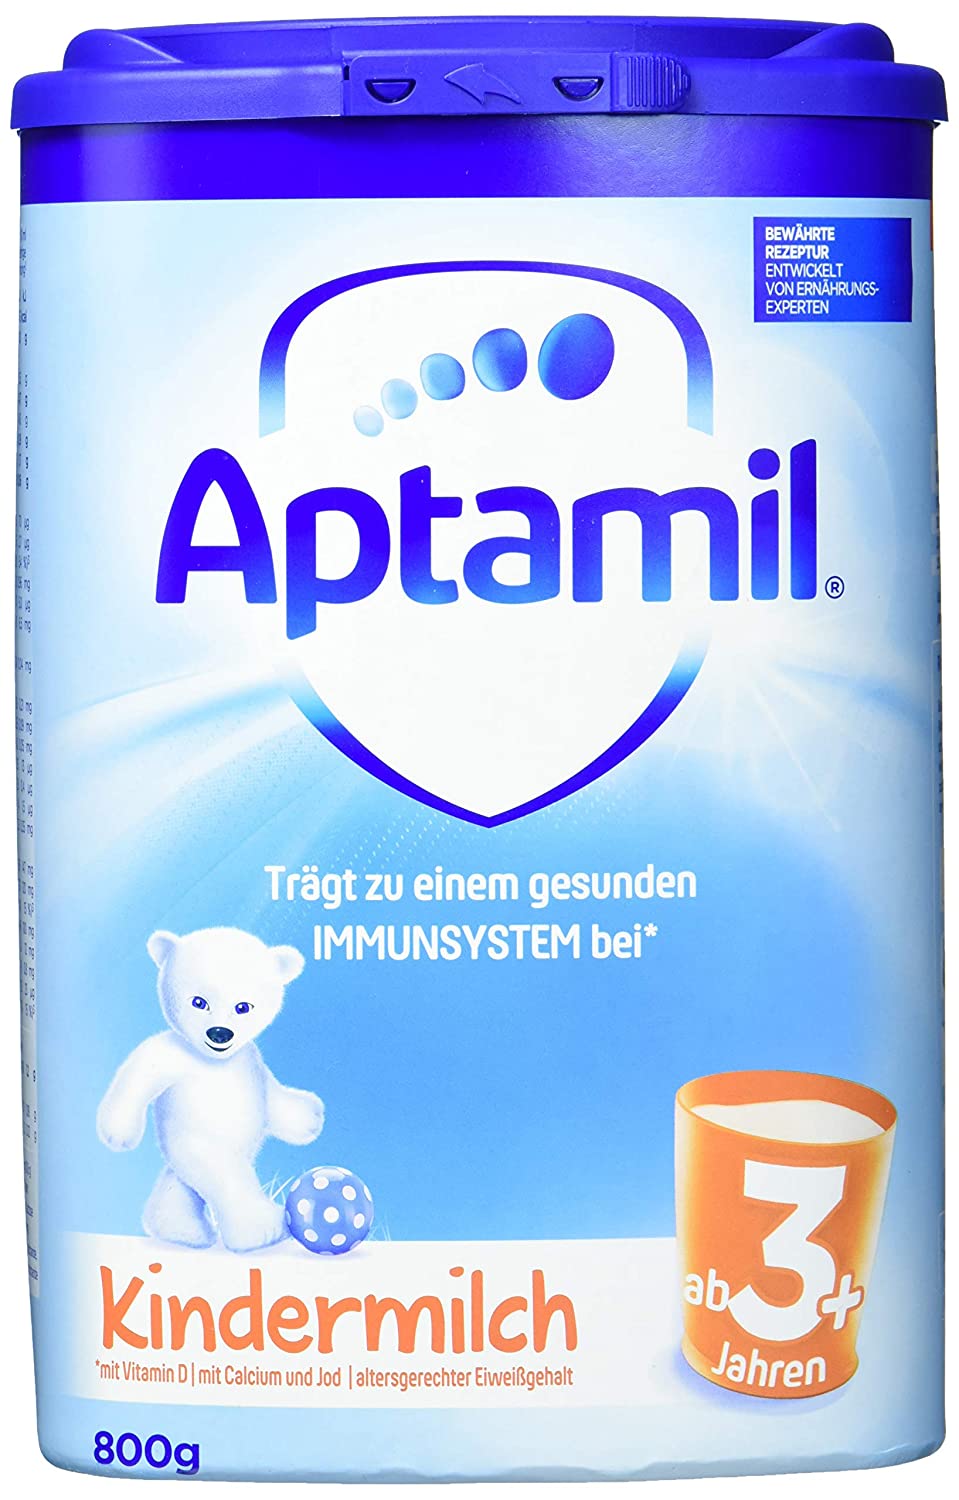 BEWÄHRTE
REZEPTUR
ENTWICKELT
VON ERNÄHRUNGS-
EXPERTEN
Aptamil®
Trägt zu einem gesunden
IMMUNSYSTEM bei*
3+
ab
Jahren
Kindermilch
*mit Vitamin D | mit Calcium und Jod | altersgerechter Eiweißgehalt
800g